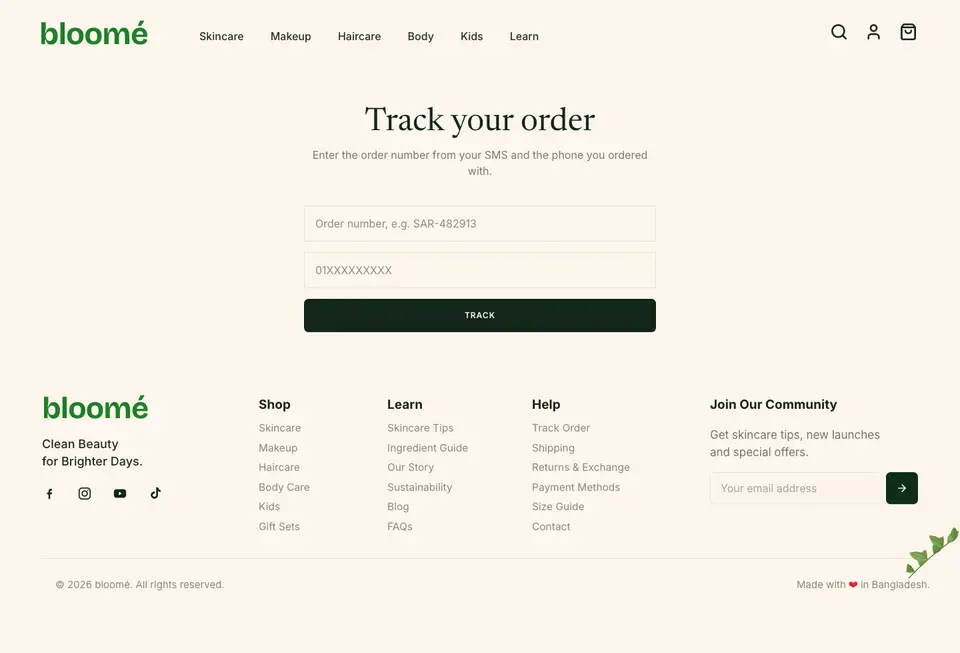 bloomé
Skincare Makeup Haircare Body Kids Learn
Track your order
Enter the order number from your SMS and the phone you ordered
with.
Order number, e.g. SAR-482913
01XXXXXXXXX
TRACK
bloomé
Clean Beauty
for Brighter Days.
Shop
Skincare
Makeup
Haircare
Body Care
Kids
Gift Sets
Learn
Skincare Tips
Ingredient Guide
Our Story
Sustainability
Blog
FAQs
Help
Track Order
Shipping
Returns & Exchange
Payment Methods
Size Guide
Contact
Join Our Community
Get skincare tips, new launches
and special offers.
Your email address
© 2026 bloomé. All rights reserved.
Made with ❤ in Bangladesh.